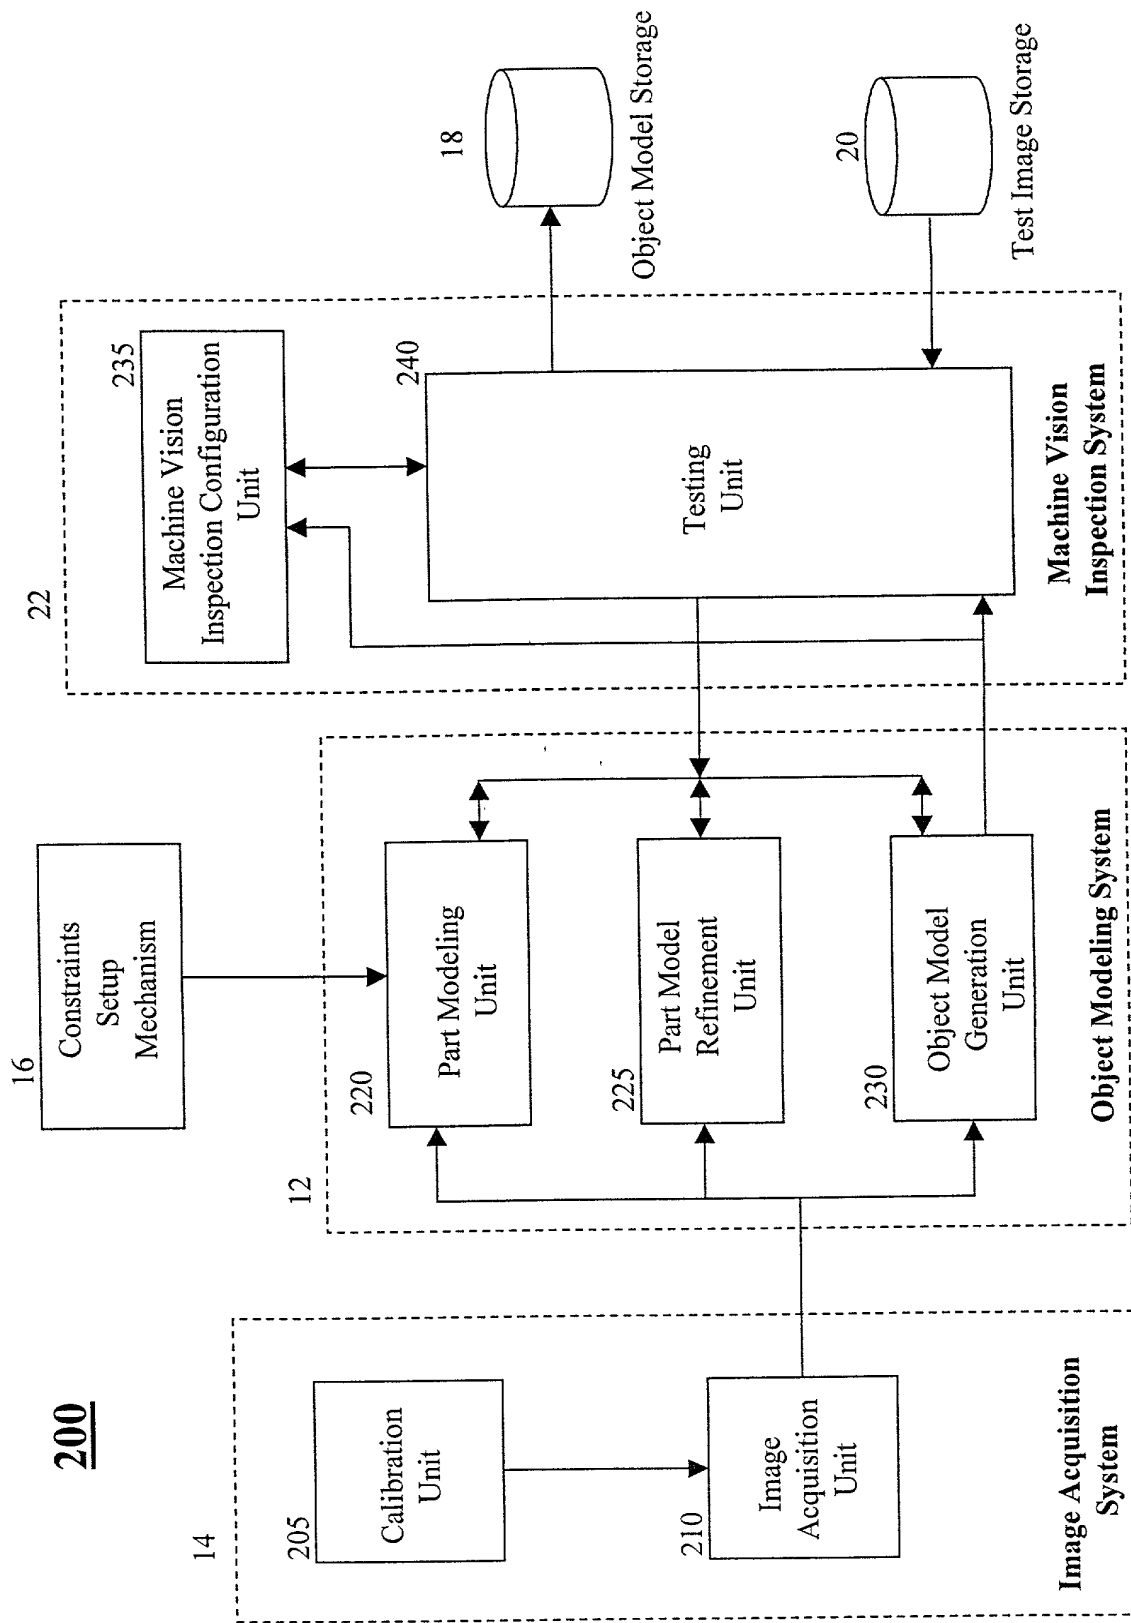 200
14
205
Calibration
Unit
210
Image
Acquisition
Unit
Image Acquisition
System
16
Constraints
Setup
Mechanism
12
220
Part Modeling
Unit
225
Part Model
Refinement
Unit
230
Object Model
Generation
Unit
Object Modeling System
22
235
Machine Vision
Inspection Configuration
Unit
240
Testing
Unit
Machine Vision
Inspection System
18
Object Model Storage
20
Test Image Storage